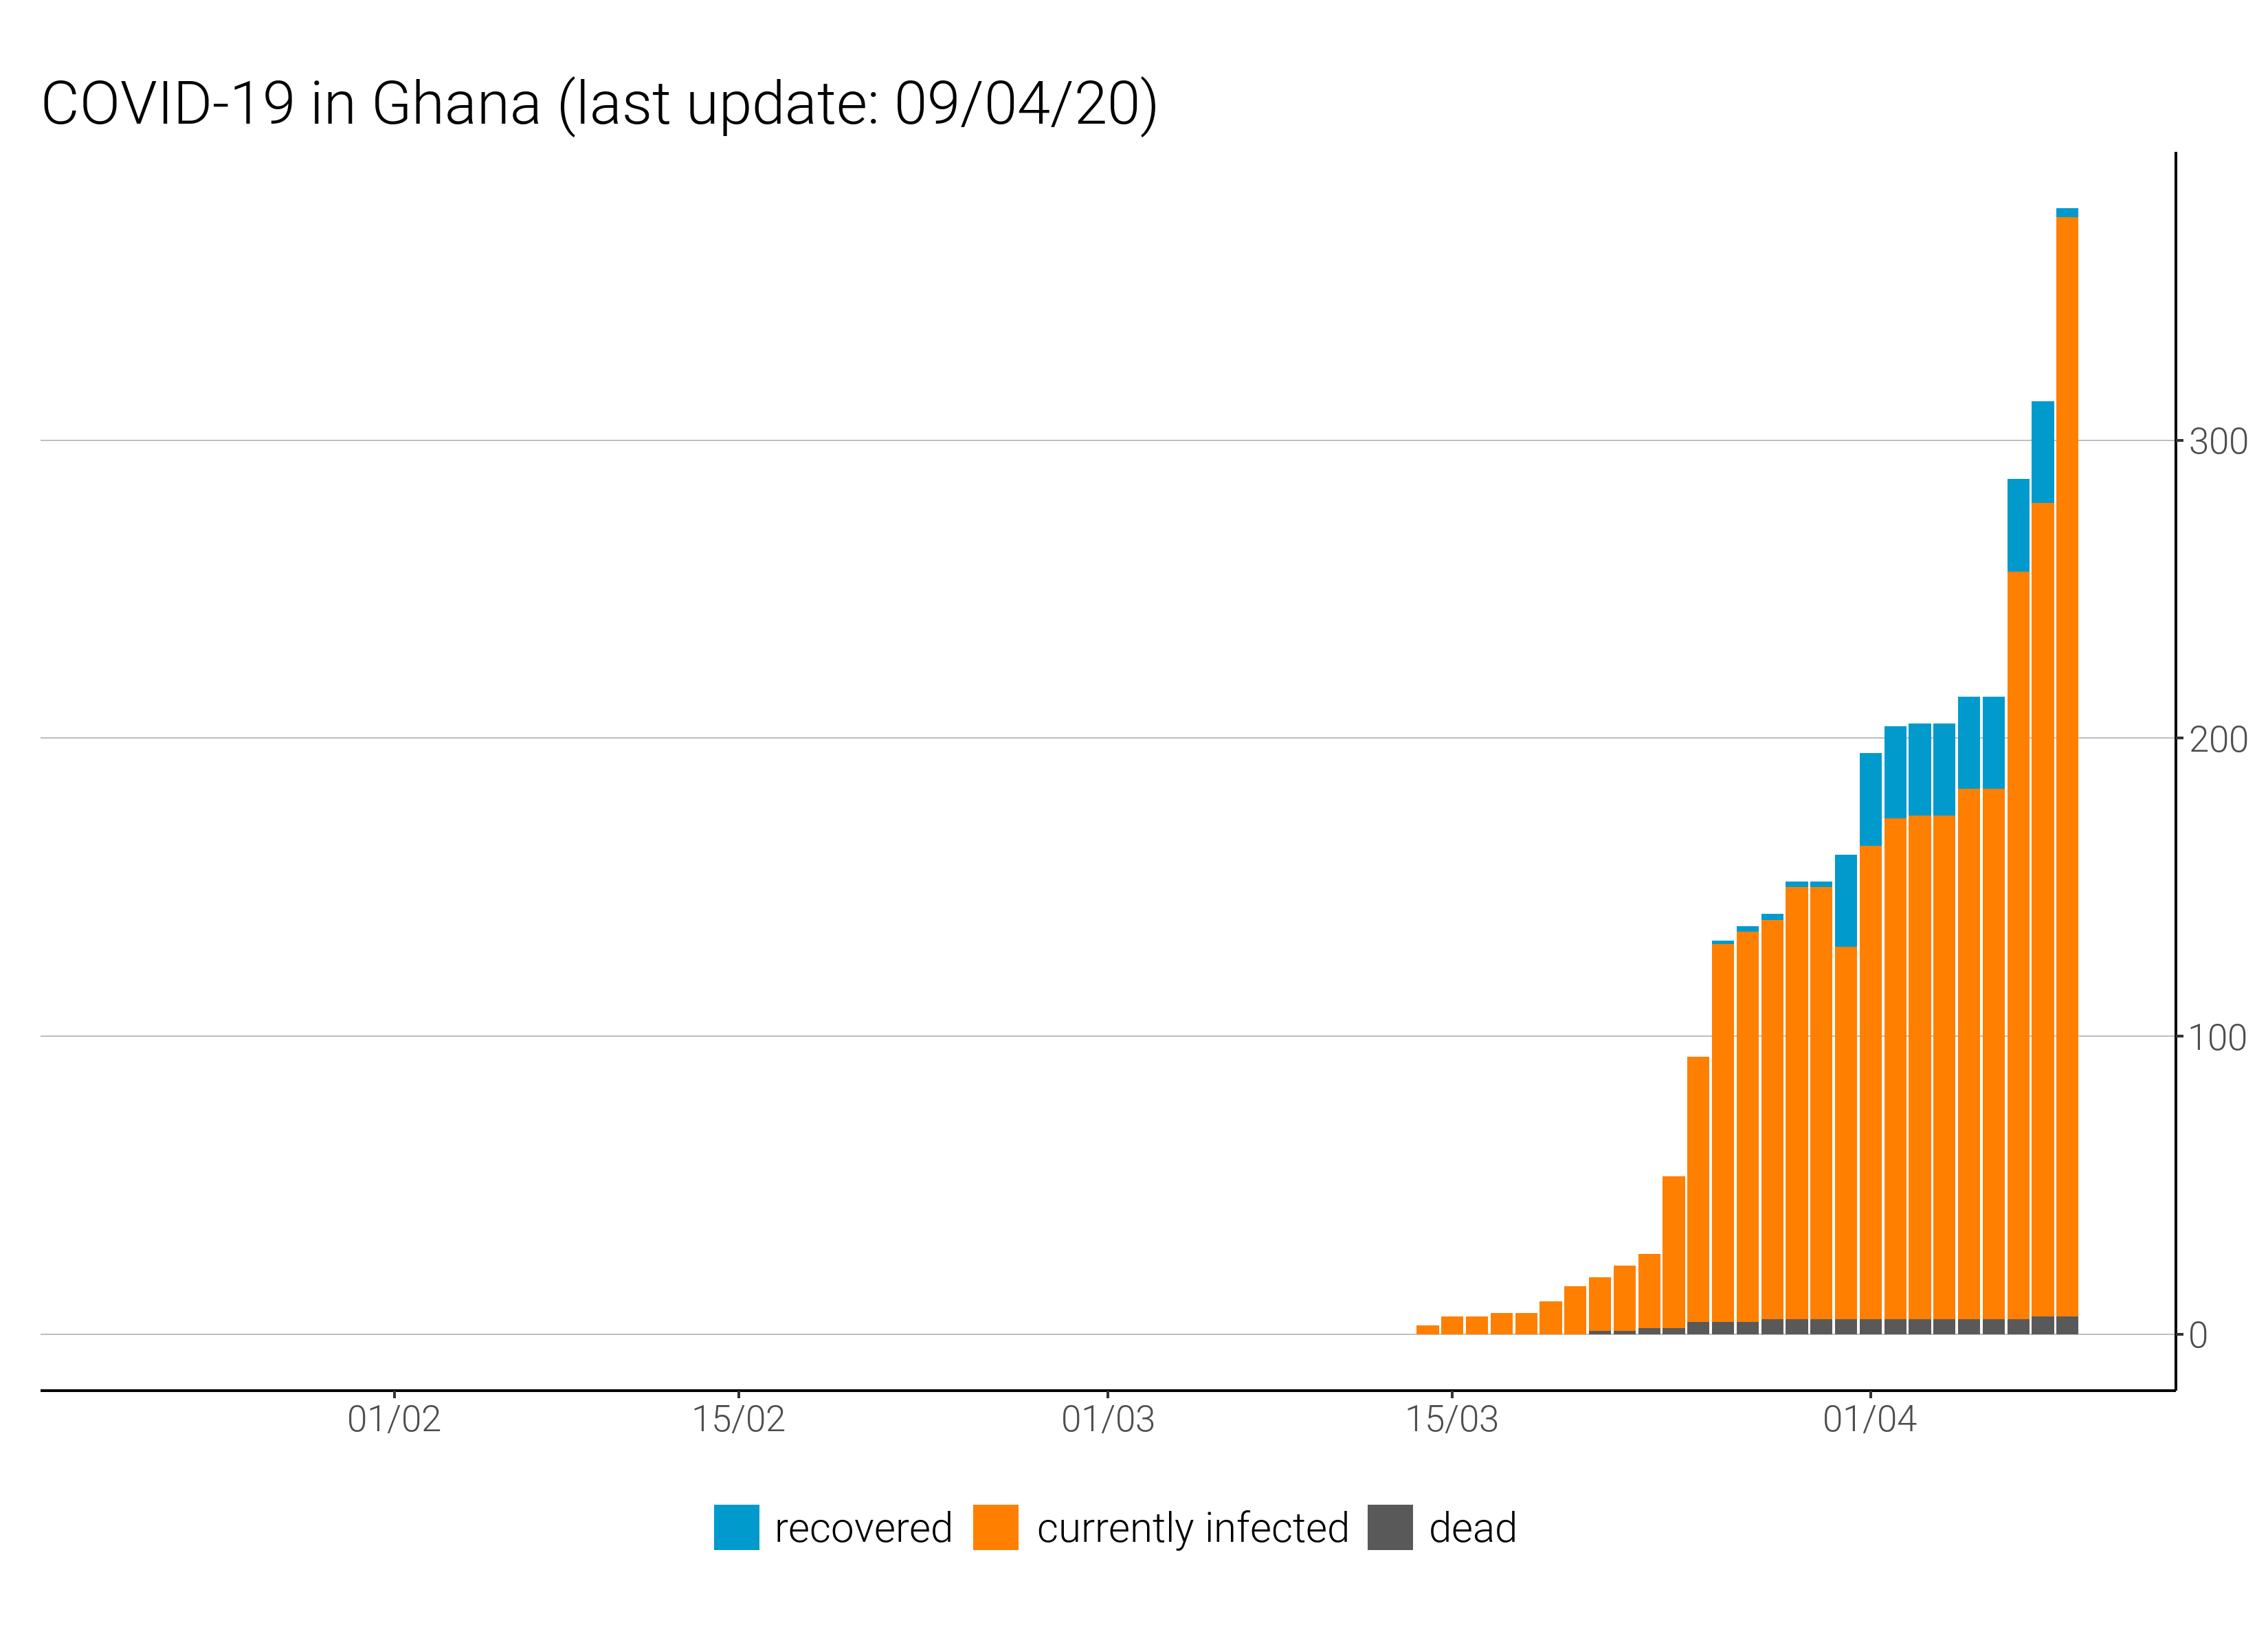 COVID-19 in Ghana (last update: 09/04/20)
300
200
100
0
01/02 15/02 01/03 15/03 01/04
recovered currently infected dead